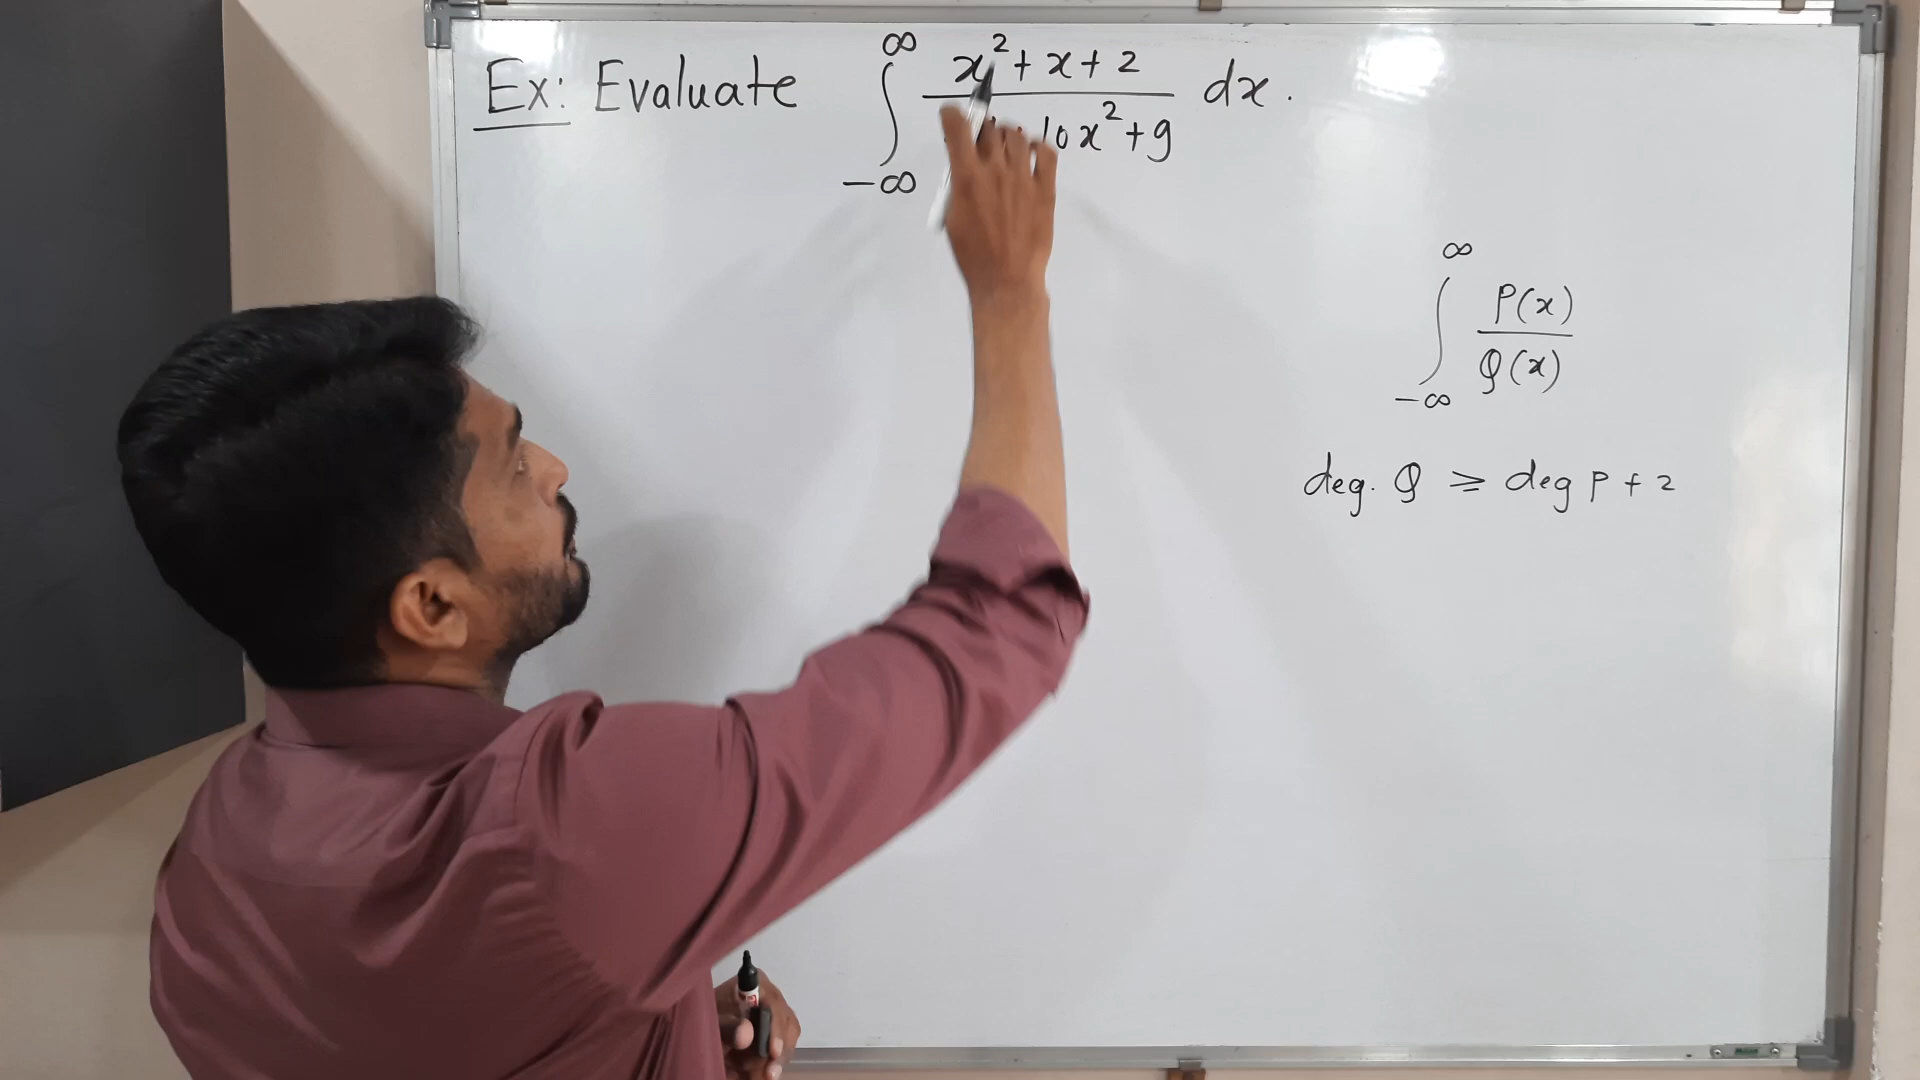 Ex: Evaluate ∫_{-∞}^{∞} (x² + x + 2)/(10x² + 9) dx.
∫_{-∞}^{∞} P(x)/Q(x)
deg. Q ≥ deg P + 2